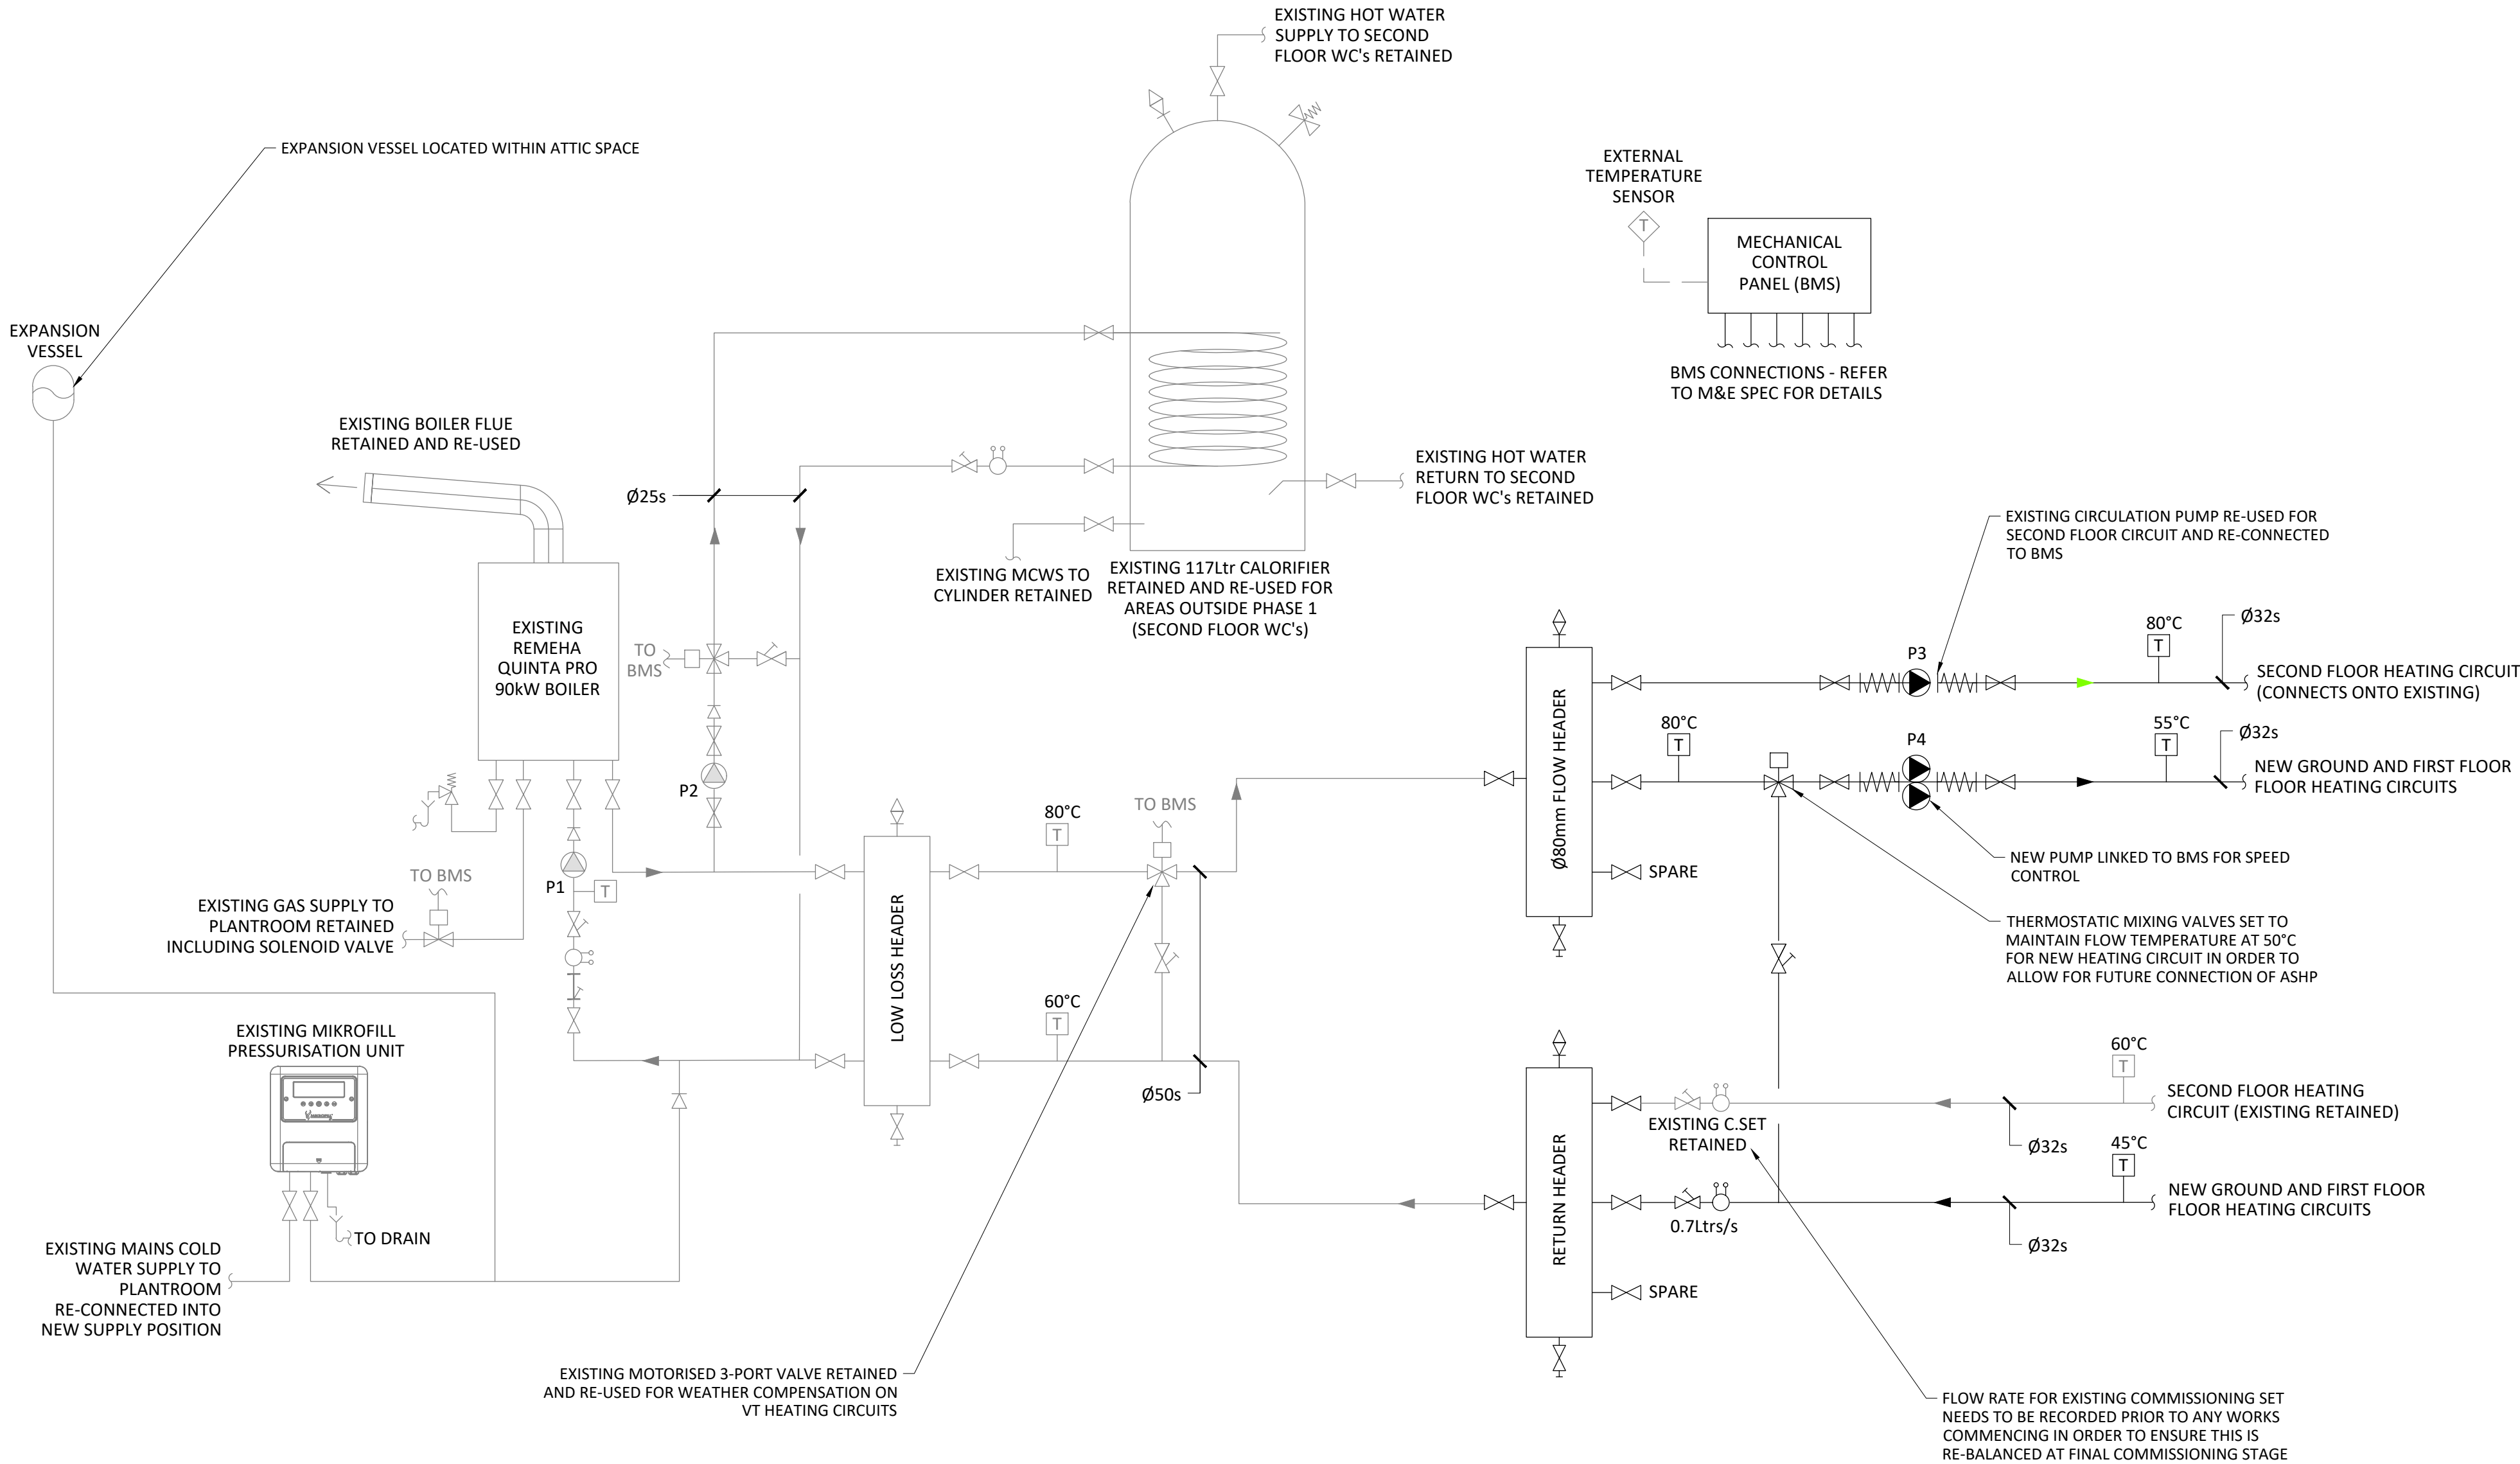 EXISTING HOT WATER
SUPPLY TO SECOND
FLOOR WC's RETAINED
EXPANSION VESSEL LOCATED WITHIN ATTIC SPACE
EXTERNAL
TEMPERATURE
SENSOR
T
MECHANICAL
CONTROL
PANEL (BMS)
BMS CONNECTIONS - REFER
TO M&E SPEC FOR DETAILS
EXPANSION
VESSEL
EXISTING BOILER FLUE
RETAINED AND RE-USED
Ø25s
EXISTING HOT WATER
RETURN TO SECOND
FLOOR WC's RETAINED
EXISTING MCWS TO
CYLINDER RETAINED
EXISTING 117Ltr CALORIFIER
RETAINED AND RE-USED FOR
AREAS OUTSIDE PHASE 1
(SECOND FLOOR WC's)
EXISTING CIRCULATION PUMP RE-USED FOR
SECOND FLOOR CIRCUIT AND RE-CONNECTED
TO BMS
EXISTING
REMEHA
QUINTA PRO
90kW BOILER
TO
BMS
P2
P1
T
TO BMS
EXISTING GAS SUPPLY TO
PLANTROOM RETAINED
INCLUDING SOLENOID VALVE
LOW LOSS HEADER
80°C
T
TO BMS
60°C
T
Ø50s
Ø80mm FLOW HEADER
P3
80°C
T
Ø32s
SECOND FLOOR HEATING CIRCUIT
(CONNECTS ONTO EXISTING)
80°C
T
P4
55°C
T
Ø32s
NEW GROUND AND FIRST FLOOR
FLOOR HEATING CIRCUITS
SPARE
NEW PUMP LINKED TO BMS FOR SPEED
CONTROL
THERMOSTATIC MIXING VALVES SET TO
MAINTAIN FLOW TEMPERATURE AT 50°C
FOR NEW HEATING CIRCUIT IN ORDER TO
ALLOW FOR FUTURE CONNECTION OF ASHP
EXISTING MIKROFILL
PRESSURISATION UNIT
TO DRAIN
EXISTING MAINS COLD
WATER SUPPLY TO
PLANTROOM
RE-CONNECTED INTO
NEW SUPPLY POSITION
RETURN HEADER
60°C
T
SECOND FLOOR HEATING
CIRCUIT (EXISTING RETAINED)
EXISTING C.SET
RETAINED
Ø32s
45°C
T
NEW GROUND AND FIRST FLOOR
FLOOR HEATING CIRCUITS
0.7Ltrs/s
Ø32s
SPARE
EXISTING MOTORISED 3-PORT VALVE RETAINED
AND RE-USED FOR WEATHER COMPENSATION ON
VT HEATING CIRCUITS
FLOW RATE FOR EXISTING COMMISSIONING SET
NEEDS TO BE RECORDED PRIOR TO ANY WORKS
COMMENCING IN ORDER TO ENSURE THIS IS
RE-BALANCED AT FINAL COMMISSIONING STAGE